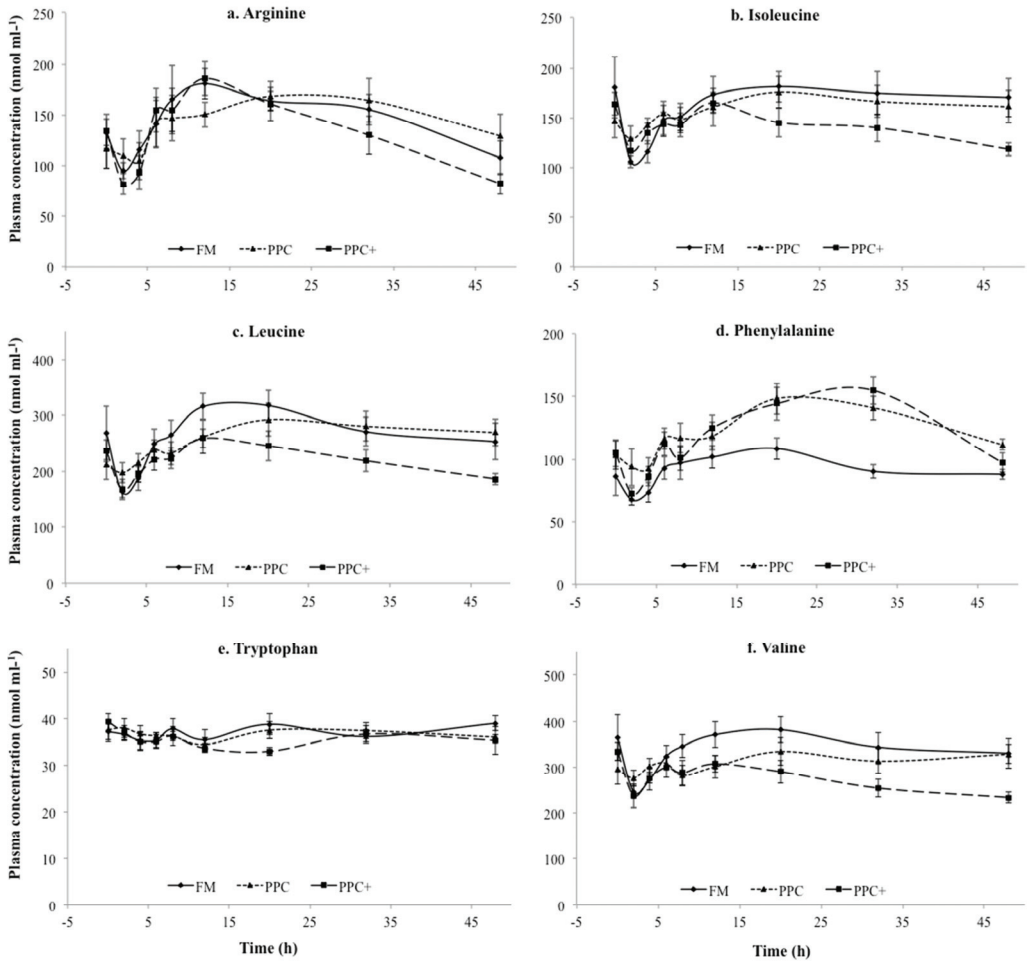 a. Arginine
Plasma concentration (nmol ml-1)
250
200
150
100
50
0
FM PPC PPC+
-5 5 15 25 35 45
b. Isoleucine
250
200
150
100
50
0
FM PPC PPC+
-5 5 15 25 35 45
c. Leucine
Plasma concentration (nmol ml-1)
400
300
200
100
0
FM PPC PPC+
-5 5 15 25 35 45
d. Phenylalanine
200
150
100
50
0
FM PPC PPC+
-5 5 15 25 35 45
e. Tryptophan
Plasma concentration (nmol ml-1)
50
40
30
20
10
0
FM PPC PPC+
-5 5 15 25 35 45
Time (h)
f. Valine
500
400
300
200
100
0
FM PPC PPC+
-5 5 15 25 35 45
Time (h)